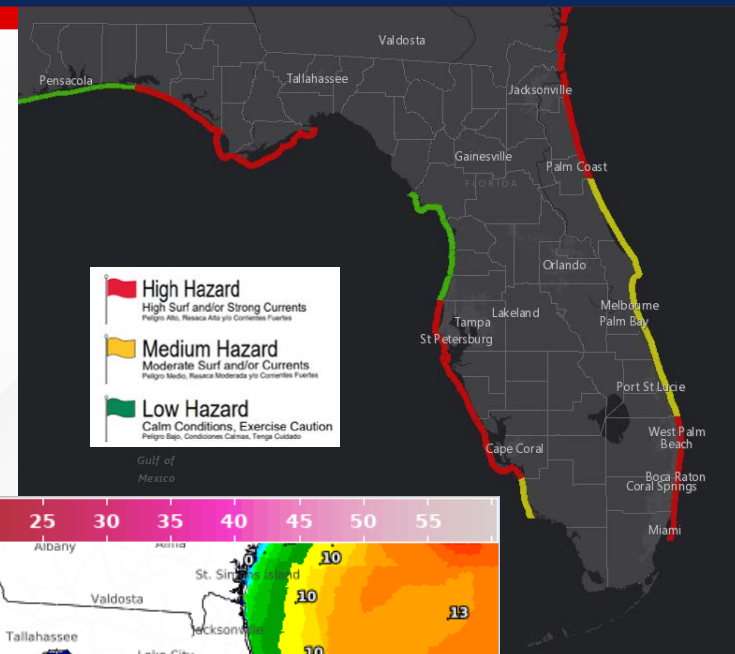 Valdosta
Pensacola
Tallahassee
Jacksonville
Gainesville
Palm Coast
FLORIDA
Orlando
Melbourne
Lakeland
Palm Bay
Tampa
St Petersburg
Port St Lucie
West Palm
Beach
Cape Coral
Boca Raton
Coral Springs
Miami
Gulf of
Mexico
High Hazard
High Surf and/or Strong Currents
Peligro Alto, Resaca Alta y/o Corrientes Fuertes
Medium Hazard
Moderate Surf and/or Currents
Peligro Medio, Resaca Moderada y/o Corrientes Fuertes
Low Hazard
Calm Conditions, Exercise Caution
Peligro Bajo, Condiciones Calmas, Tenga Cuidado
25 30 35 40 45 50 55
Albany
Alma
0
10
St. Simons Island
Valdosta
10
13
Jacksonville
Tallahassee
Lake City
10